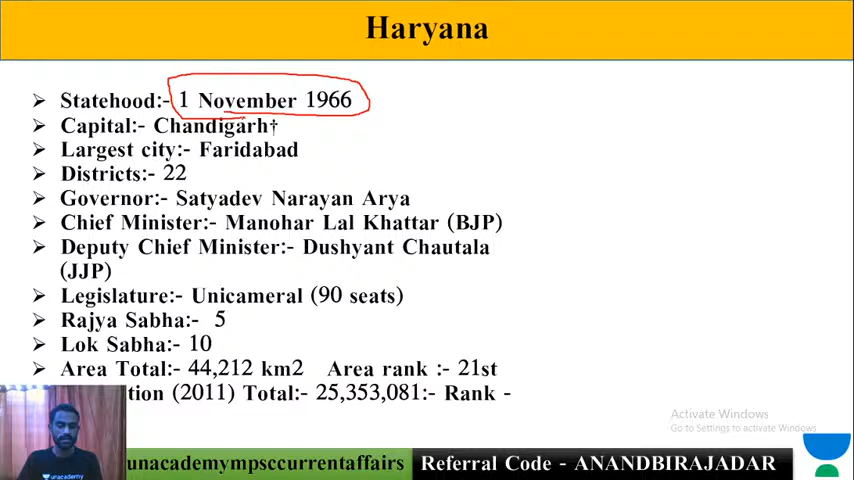 Haryana
➢ Statehood:- 1 November 1966
➢ Capital:- Chandigarh†
➢ Largest city:- Faridabad
➢ Districts:- 22
➢ Governor:- Satyadev Narayan Arya
➢ Chief Minister:- Manohar Lal Khattar (BJP)
➢ Deputy Chief Minister:- Dushyant Chautala
(JJP)
➢ Legislature:- Unicameral (90 seats)
➢ Rajya Sabha:- 5
➢ Lok Sabha:- 10
➢ Area Total:- 44,212 km2 Area rank :- 21st
tion (2011) Total:- 25,353,081:- Rank -
Activate Windows
Go to Settings to activate Windows.
unacademy
unacademympsccurrentaffairs
Referral Code - ANANDBIRAJADAR